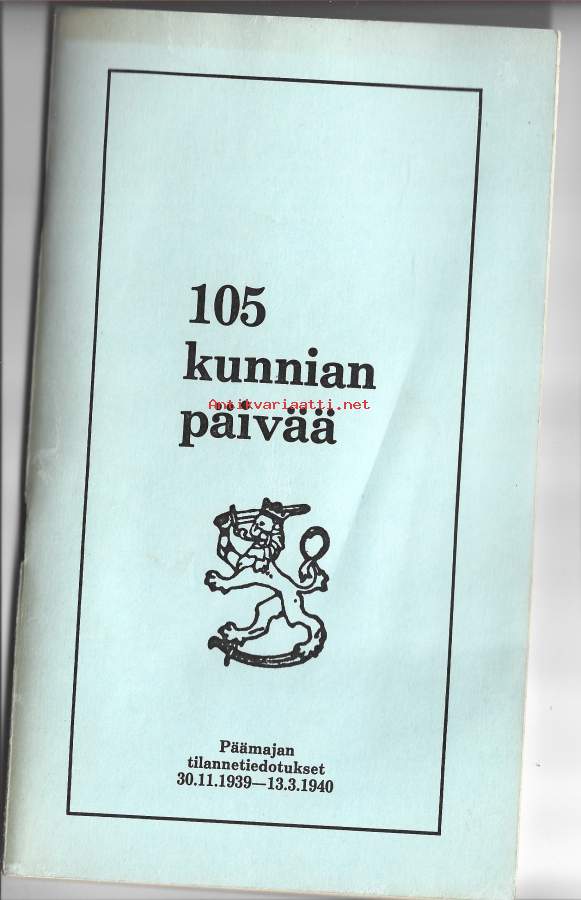 105
kunnian
Antikvariaatti.net
päivää
Päämajan
tilannetiedotukset
30.11.1939—13.3.1940